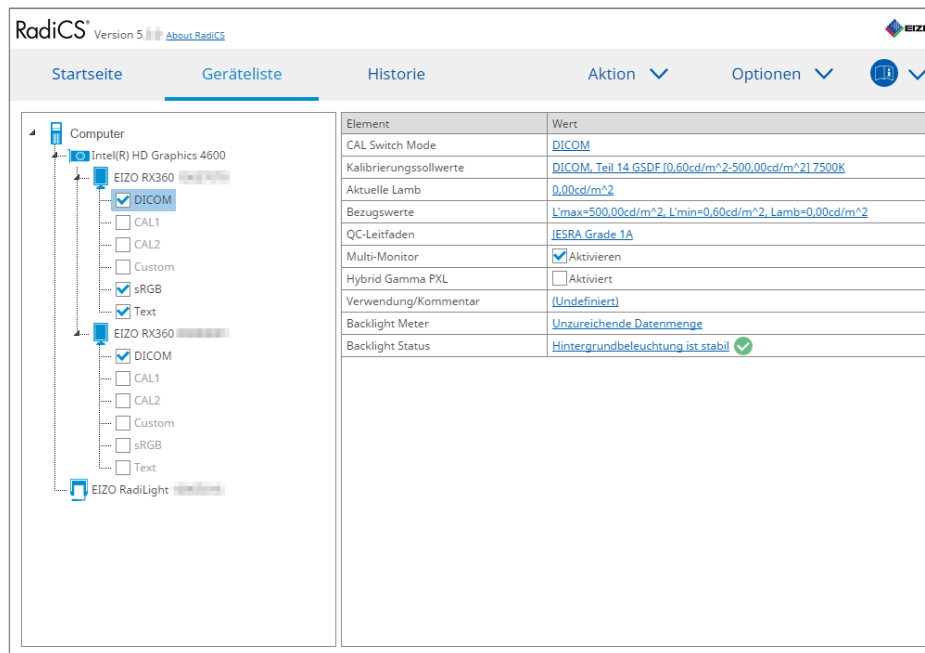 RadiCS® Version 5. About RadiCS
EIZO
Startseite Geräteliste Historie Aktion Optionen
Computer
Intel(R) HD Graphics 4600
EIZO RX360
DICOM
CAL1
CAL2
Custom
sRGB
Text
EIZO RX360
DICOM
CAL1
CAL2
Custom
sRGB
Text
EIZO RadiLight
Element Wert
CAL Switch Mode DICOM
Kalibrierungssollwerte DICOM, Teil 14 GSDF [0,60cd/m^2-500,00cd/m^2] 7500K
Aktuelle Lamb 0,00cd/m^2
Bezugswerte L'max=500,00cd/m^2, L'min=0,60cd/m^2, Lamb=0,00cd/m^2
QC-Leitfaden JESRA Grade 1A
Multi-Monitor Aktivieren
Hybrid Gamma PXL Aktiviert
Verwendung/Kommentar (Undefiniert)
Backlight Meter Unzureichende Datenmenge
Backlight Status Hintergrundbeleuchtung ist stabil